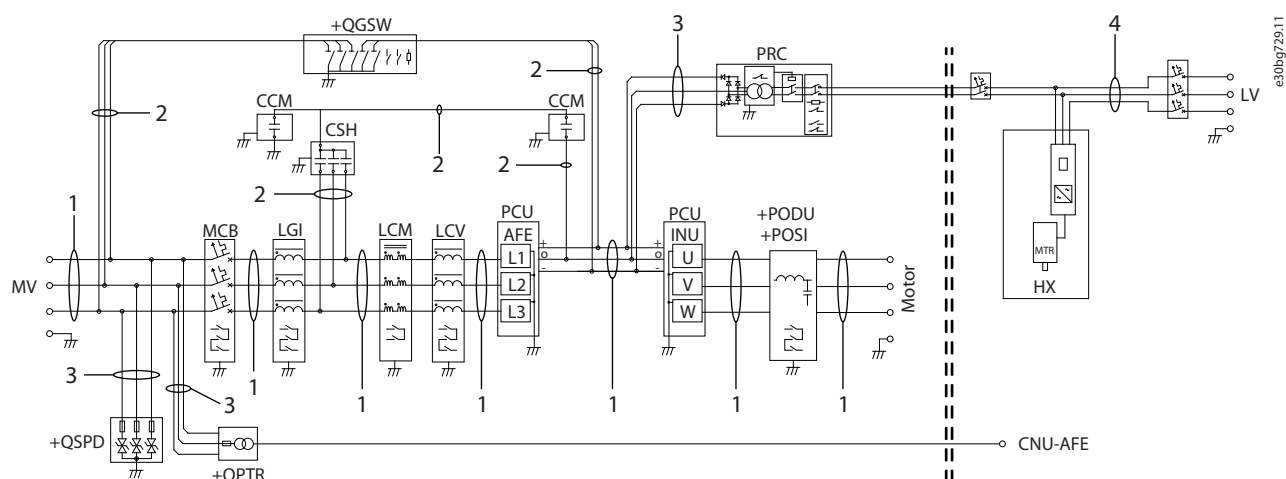 +QGSW
3
PRC
4
e30bg729.11
2
2
CCM
CCM
LV
CSH
2
2
1
2
PCU
PCU
+PODU
MCB
LGI
LCM
LCV
AFE
INU
+POSI
+
+
L1
O
O
U
-
-
MTR
MV
L2
V
Motor
HX
L3
W
3
1
3
1
1
1
1
1
+QSPD
CNU-AFE
+QPTR